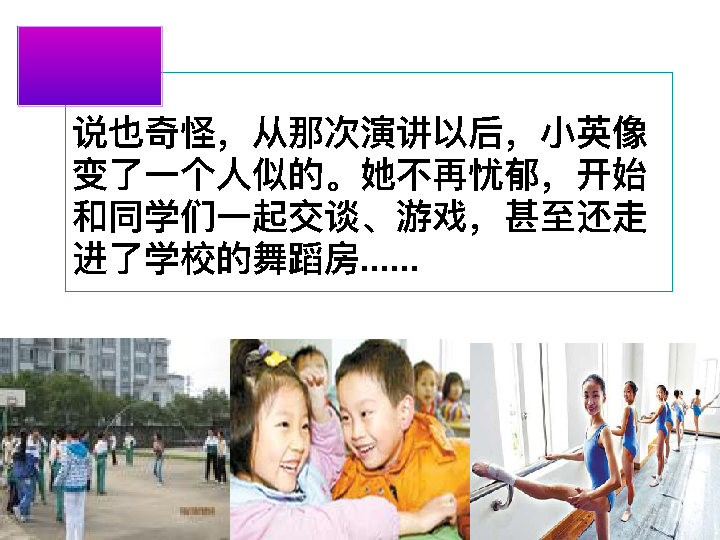 说也奇怪，从那次演讲以后，小英像
变了一个人似的。她不再忧郁，开始
和同学们一起交谈、游戏，甚至还走
进了学校的舞蹈房......